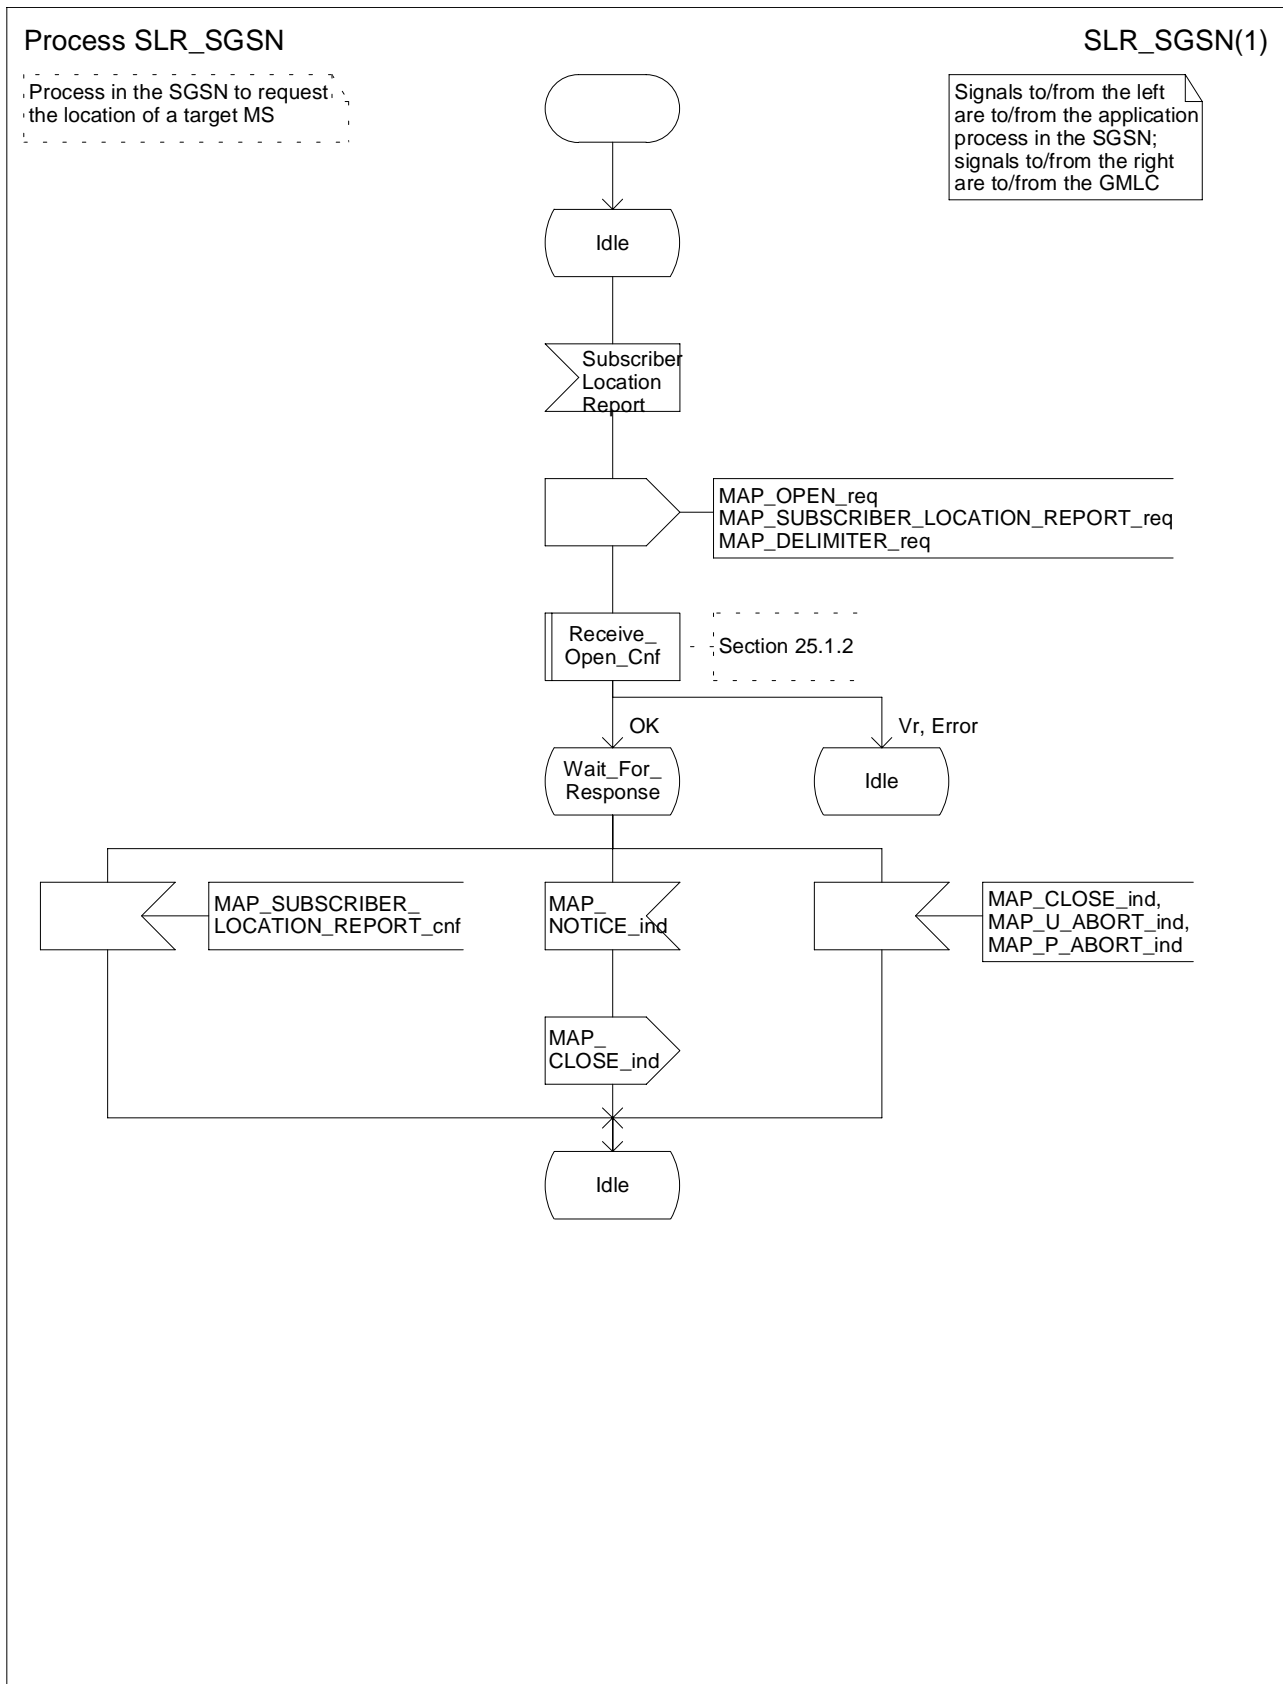 Process SLR_SGSN
SLR_SGSN(1)
Process in the SGSN to request
the location of a target MS
Signals to/from the left
are to/from the application
process in the SGSN;
signals to/from the right
are to/from the GMLC
Idle
Subscriber
Location
Report
MAP_OPEN_req
MAP_SUBSCRIBER_LOCATION_REPORT_req
MAP_DELIMITER_req
Receive_
Open_Cnf
Section 25.1.2
OK
Vr, Error
Wait_For_
Response
Idle
MAP_SUBSCRIBER_
LOCATION_REPORT_cnf
MAP_
NOTICE_ind
MAP_CLOSE_ind,
MAP_U_ABORT_ind,
MAP_P_ABORT_ind
MAP_
CLOSE_ind
Idle